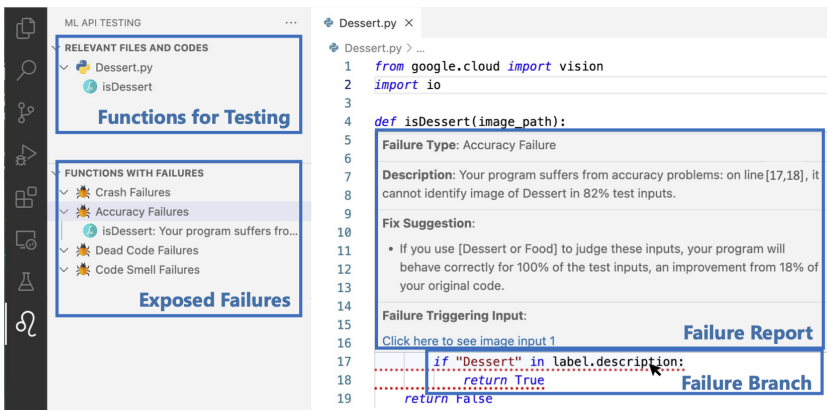 ML API TESTING ...
RELEVANT FILES AND CODES
Dessert.py
isDessert
Functions for Testing
FUNCTIONS WITH FAILURES
Crash Failures
Accuracy Failures
isDessert: Your program suffers fro...
Dead Code Failures
Code Smell Failures
Exposed Failures
Dessert.py ×
Dessert.py > ...
1 from google.cloud import vision
2 import io
3
4 def isDessert(image_path):
5
6
7
8
9
10
11
12
13
14
15
16
Failure Type: Accuracy Failure
Description: Your program suffers from accuracy problems: on line [17,18], it
cannot identify image of Dessert in 82% test inputs.
Fix Suggestion:
• If you use [Dessert or Food] to judge these inputs, your program will
behave correctly for 100% of the test inputs, an improvement from 18% of
your original code.
Failure Triggering Input:
Click here to see image input 1
Failure Report
17 if "Dessert" in label.description:
18 return True
Failure Branch
19 return False